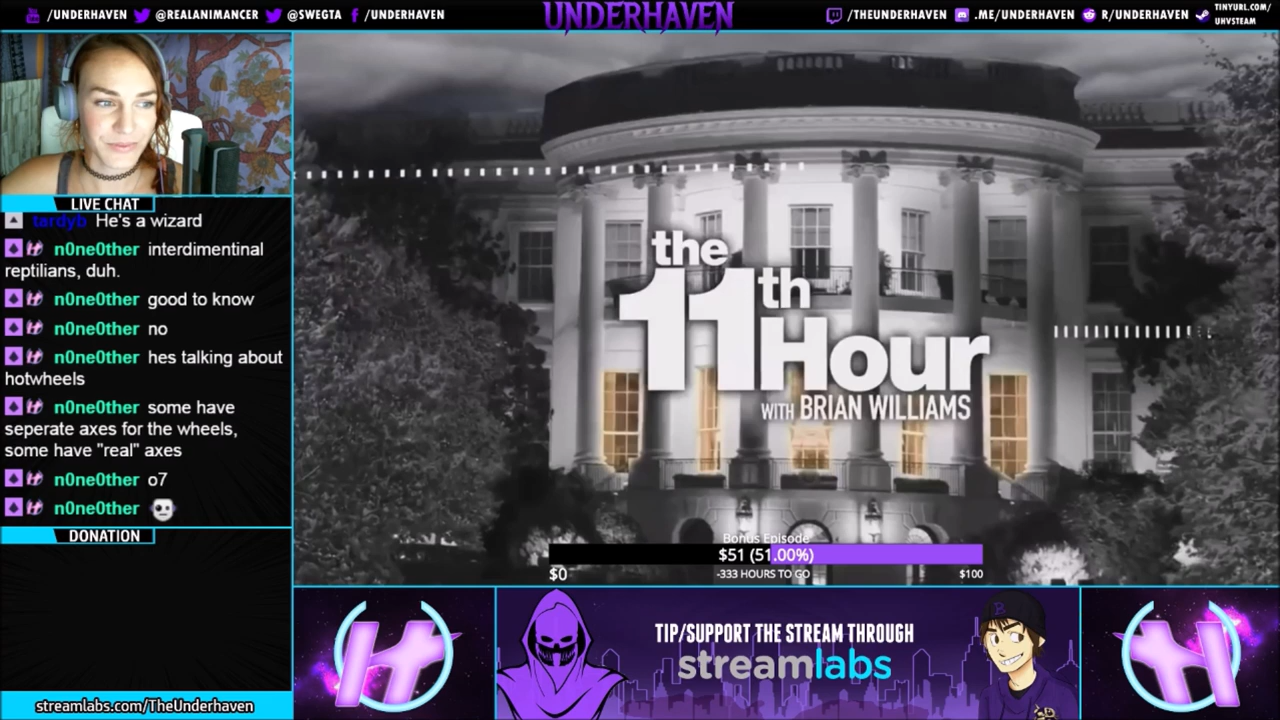 /UNDERHAVEN @REALANIMANCER @SWEGTA /UNDERHAVEN
UNDERHAVEN
/THEUNDERHAVEN .ME/UNDERHAVEN R/UNDERHAVEN TINYURL.COM/
UHVSTEAM
LIVE CHAT
tardyb He's a wizard
n0ne0ther interdimentinal
reptilians, duh.
n0ne0ther good to know
n0ne0ther no
n0ne0ther hes talking about
hotwheels
n0ne0ther some have
seperate axes for the wheels,
some have "real" axes
n0ne0ther o7
n0ne0ther
DONATION
streamlabs.com/TheUnderhaven
the
11th
Hour
WITH BRIAN WILLIAMS
Bonus Episode
$51 (51.00%)
$0 -333 HOURS TO GO $100
TIP/SUPPORT THE STREAM THROUGH
streamlabs